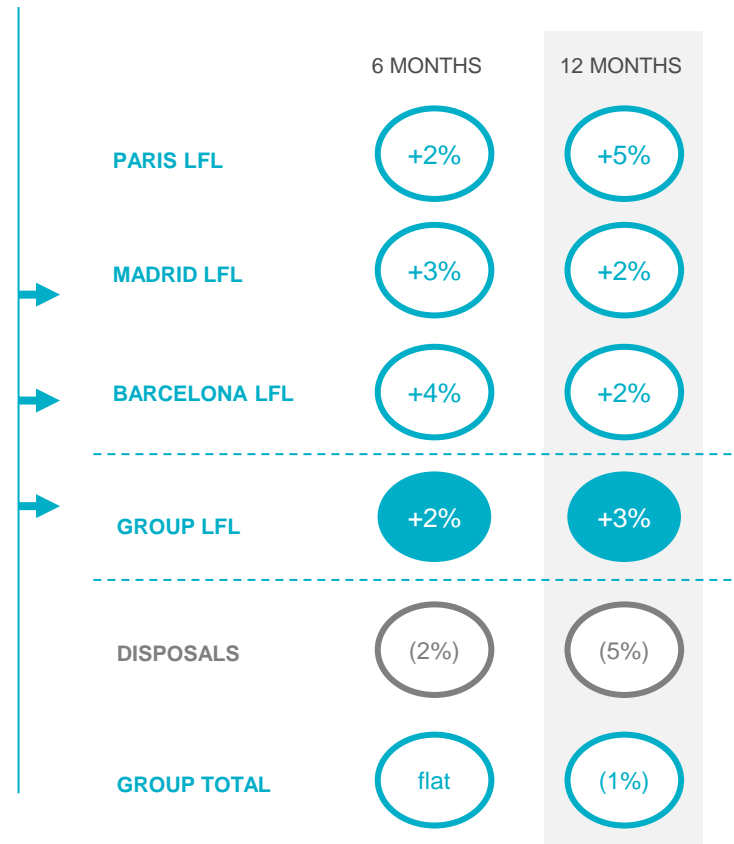 6 MONTHS 12 MONTHS
PARIS LFL +2% +5%
MADRID LFL +3% +2%
BARCELONA LFL +4% +2%
GROUP LFL +2% +3%
DISPOSALS (2%) (5%)
GROUP TOTAL flat (1%)